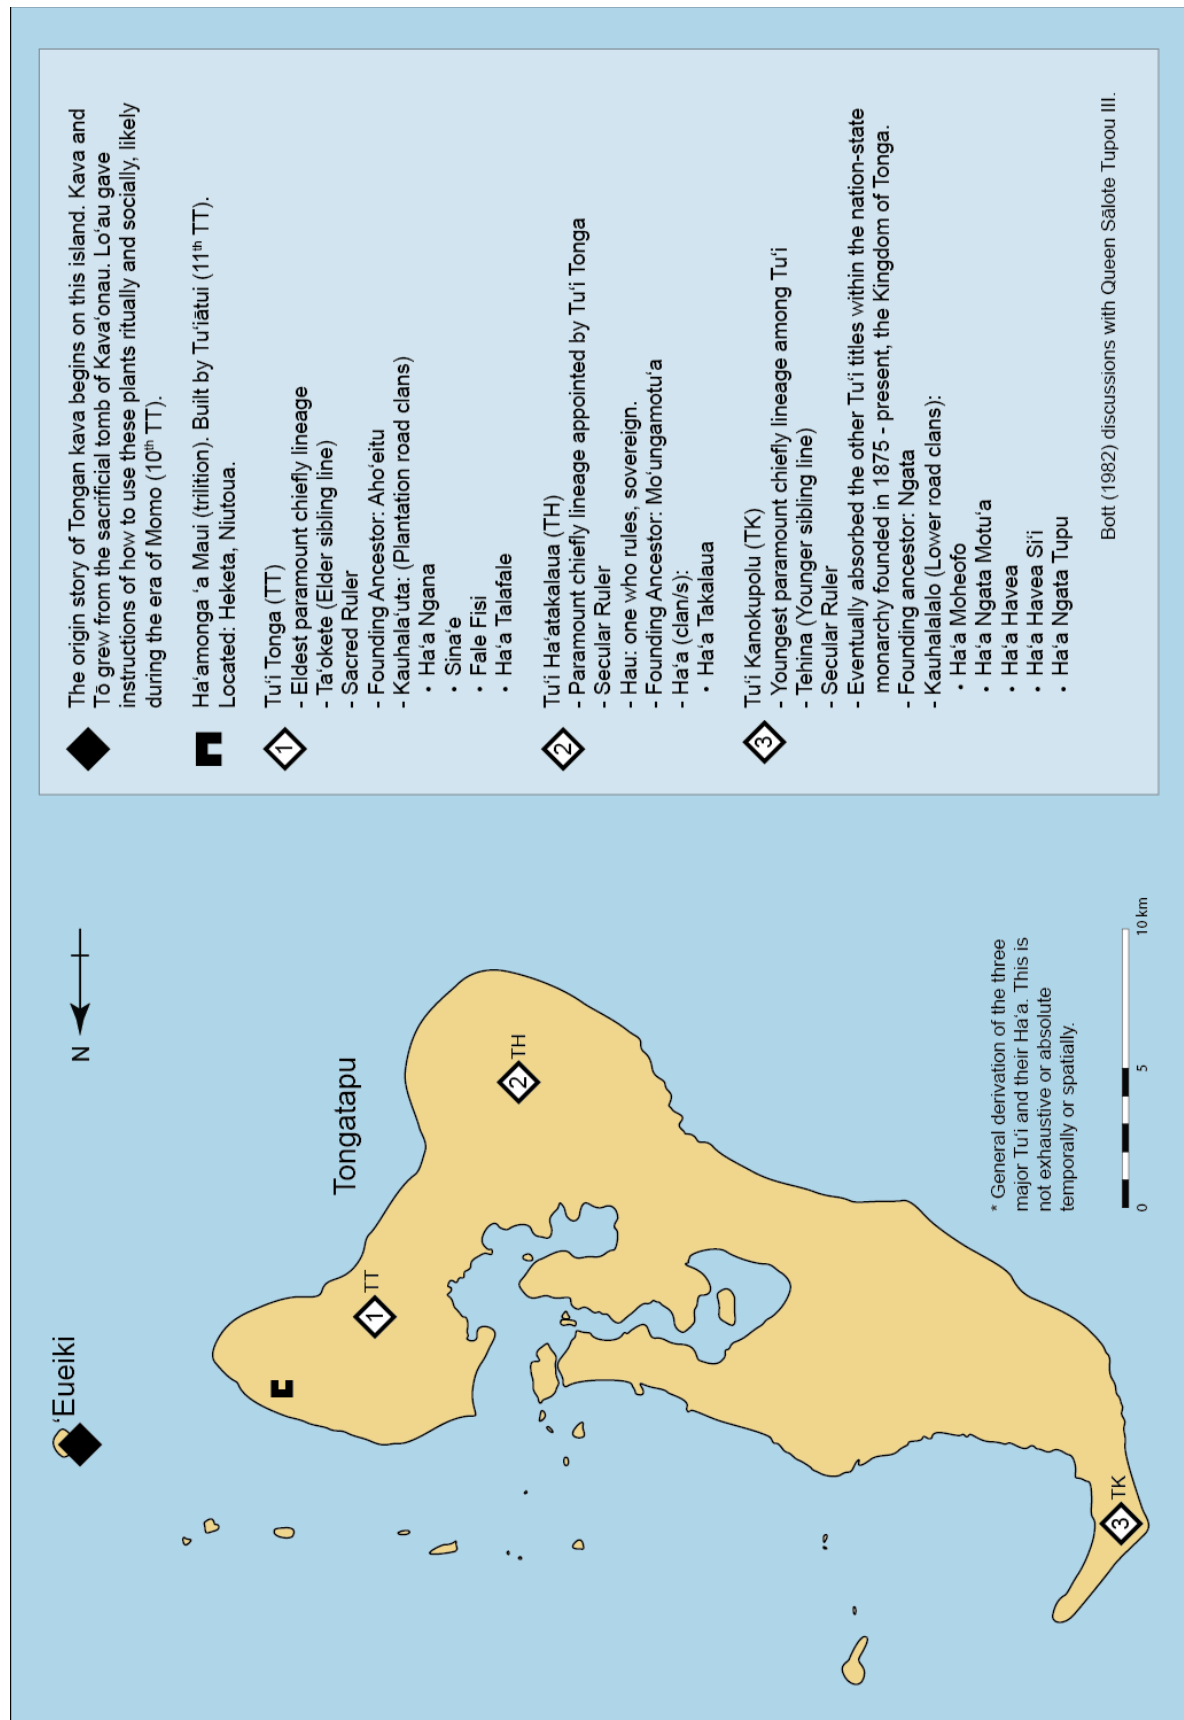 'Eueiki
N
Tongatapu
1 TT
2 TH
3 TK
* General derivation of the three
major Tu'i and their Ha'a. This is
not exhaustive or absolute
temporally or spatially.
0 5 10 km
The origin story of Tongan kava begins on this island. Kava and
Tō grew from the sacrificial tomb of Kava'onau. Lo'au gave
instructions of how to use these plants ritually and socially, likely
during the era of Momo (10th TT).
Ha'amonga 'a Maui (trilition). Built by Tu'iātui (11th TT).
Located: Heketa, Niutoua.
1 Tu'i Tonga (TT)
- Eldest paramount chiefly lineage
- Ta'okete (Elder sibling line)
- Sacred Ruler
- Founding Ancestor: Aho'eitu
- Kauhala'uta: (Plantation road clans)
• Ha'a Ngana
• Sina'e
• Fale Fisi
• Ha'a Talafale
2 Tu'i Ha'atakalaua (TH)
- Paramount chiefly lineage appointed by Tu'i Tonga
- Secular Ruler
- Hau: one who rules, sovereign.
- Founding Ancestor: Mo'ungamotu'a
- Ha'a (clan/s):
• Ha'a Takalaua
3 Tu'i Kanokupolu (TK)
- Youngest paramount chiefly lineage among Tu'i
- Tehina (Younger sibling line)
- Secular Ruler
- Eventually absorbed the other Tu'i titles within the nation-state
monarchy founded in 1875 - present, the Kingdom of Tonga.
- Founding ancestor: Ngata
- Kauhalalalo (Lower road clans):
• Ha'a Moheofo
• Ha'a Ngata Motu'a
• Ha'a Havea
• Ha'a Havea Si'i
• Ha'a Ngata Tupu
Bott (1982) discussions with Queen Sālote Tupou III.